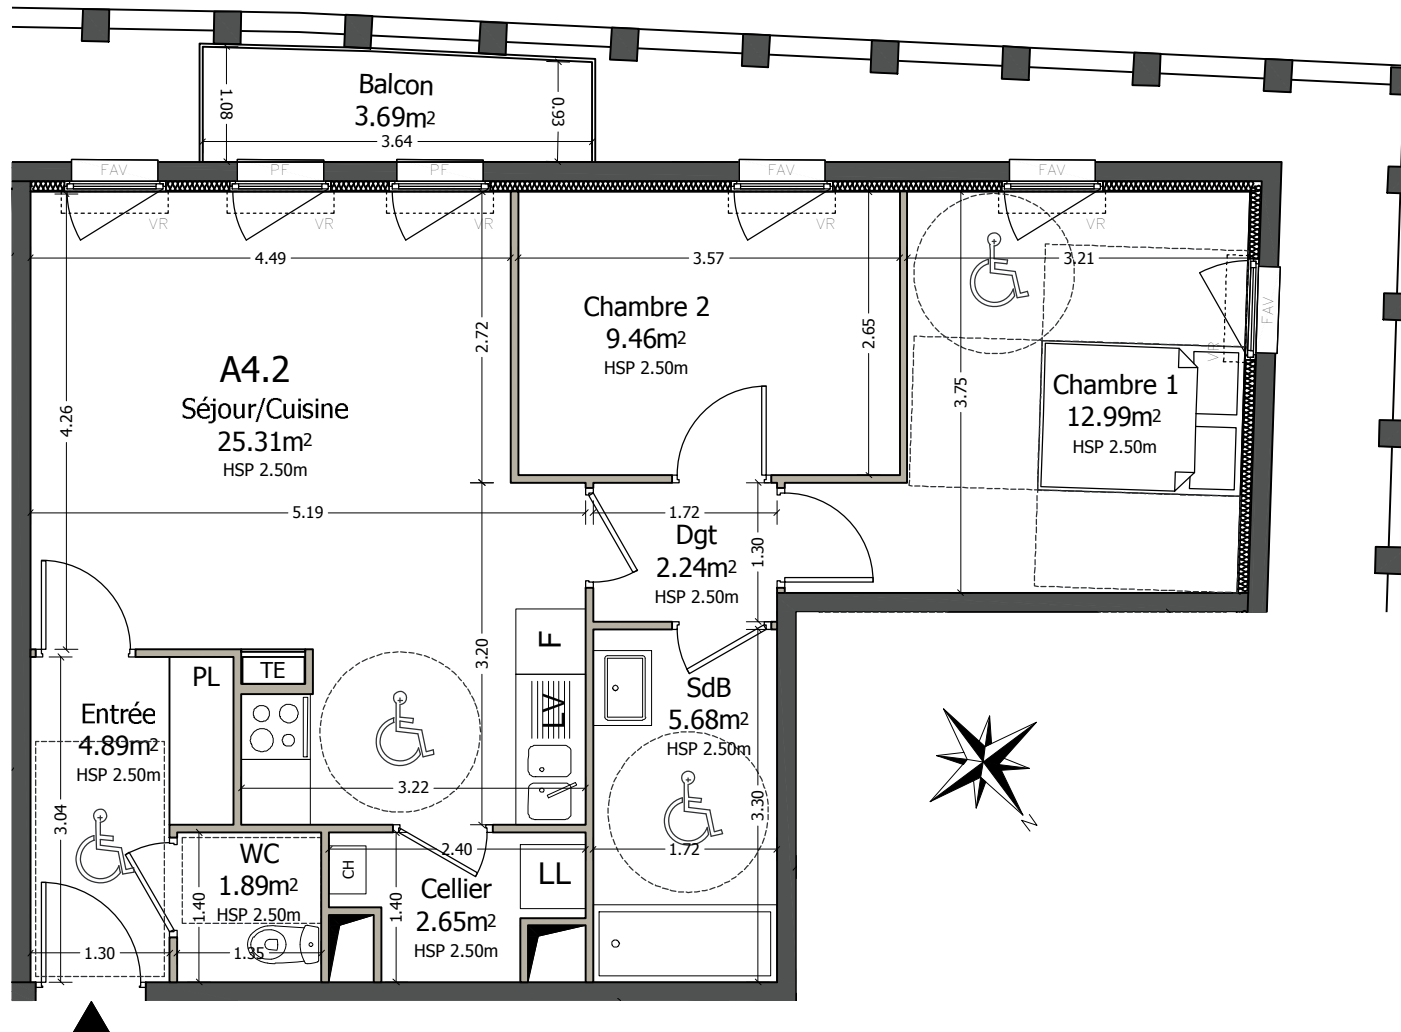 Balcon
3.69m²
1.08
0.93
3.64
FAV
PF
PF
FAV
FAV
VR
VR
VR
VR
VR
4.49
3.57
3.21
FAV
VR
Chambre 2
9.46m²
HSP 2.50m
2.72
2.65
A4.2
Séjour/Cuisine
25.31m²
HSP 2.50m
4.26
3.75
Chambre 1
12.99m²
HSP 2.50m
5.19
1.72
Dgt
2.24m²
HSP 2.50m
1.30
3.20
F
LV
PL
TE
Entrée
4.89m²
HSP 2.50m
3.04
SdB
5.68m²
HSP 2.50m
3.22
3.30
N
WC
1.89m²
HSP 2.50m
1.40
CH
2.40
1.72
LL
Cellier
2.65m²
HSP 2.50m
1.40
1.30
1.35